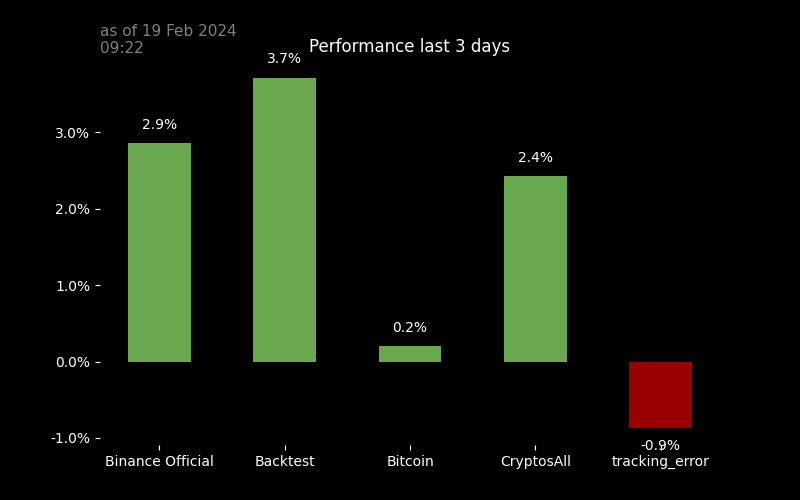 as of 19 Feb 2024
09:22
Performance last 3 days
3.7%
2.9%
2.4%
0.2%
-0.9%
3.0%
2.0%
1.0%
0.0%
-1.0%
Binance Official
Backtest
Bitcoin
CryptosAll
tracking_error